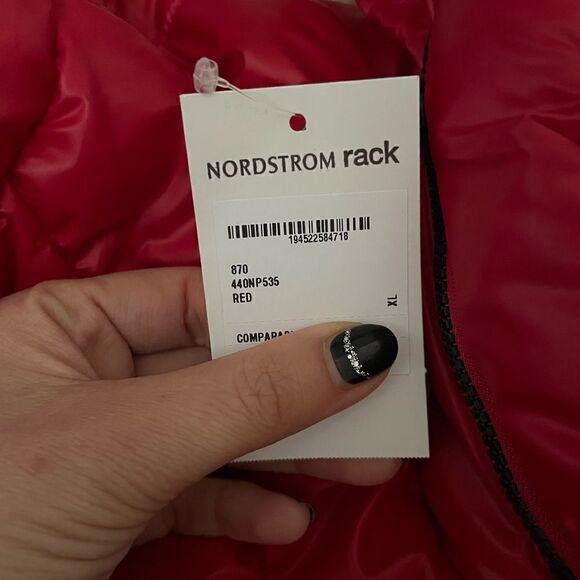 NORDSTROM rack
194522584718
870
440NP535
RED
XL